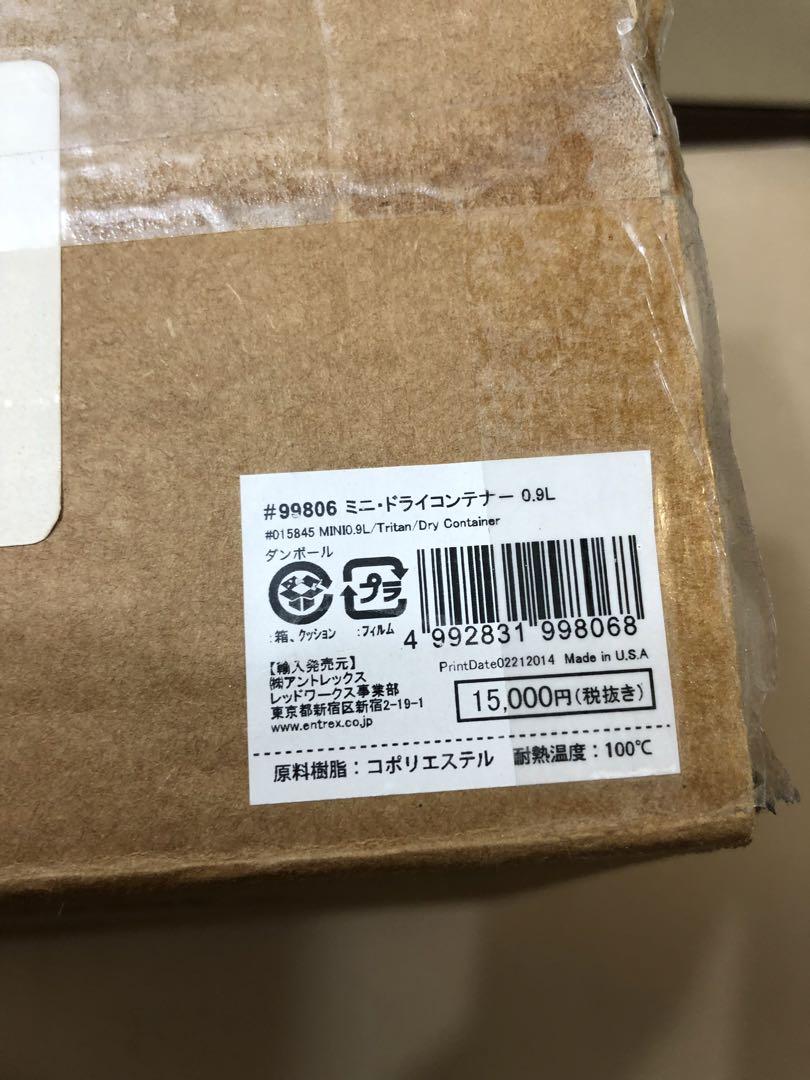 #99806 ミニ・ドライコンテナー 0.9L
#015845 MINI0.9L/Tritan/Dry Container
ダンボール
プラ
:箱、クッション :フィルム
4 992831 998068
PrintDate02212014 Made in U.S.A
【輸入発売元】
㈱アントレックス
レッドワークス事業部
東京都新宿区新宿2-19-1
www.entrex.co.jp
15,000円(税抜き)
原料樹脂：コポリエステル 耐熱温度：100℃